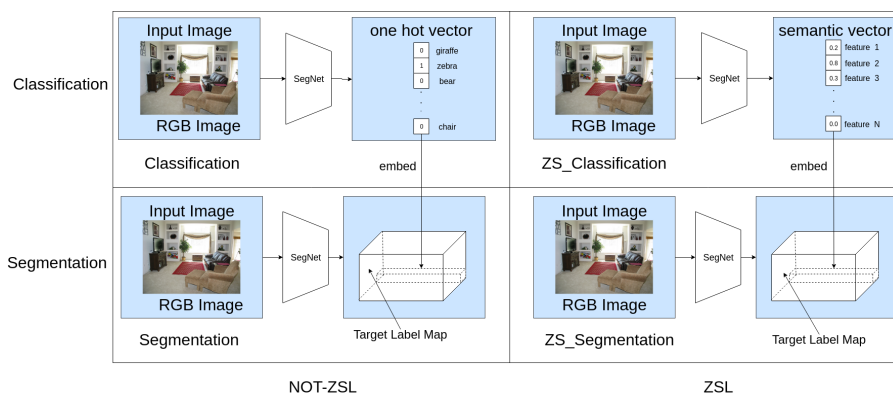 Input Image
one hot vector
Input Image
semantic vector
0 giraffe
1 zebra
0 bear
.
.
.
0 chair
0.2 feature 1
0.8 feature 2
0.3 feature 3
.
.
.
0.0 feature N
Classification
SegNet
SegNet
RGB Image
RGB Image
Classification
embed
ZS_Classification
embed
Input Image
Input Image
Segmentation
SegNet
SegNet
RGB Image
RGB Image
Segmentation
Target Label Map
ZS_Segmentation
Target Label Map
NOT-ZSL
ZSL